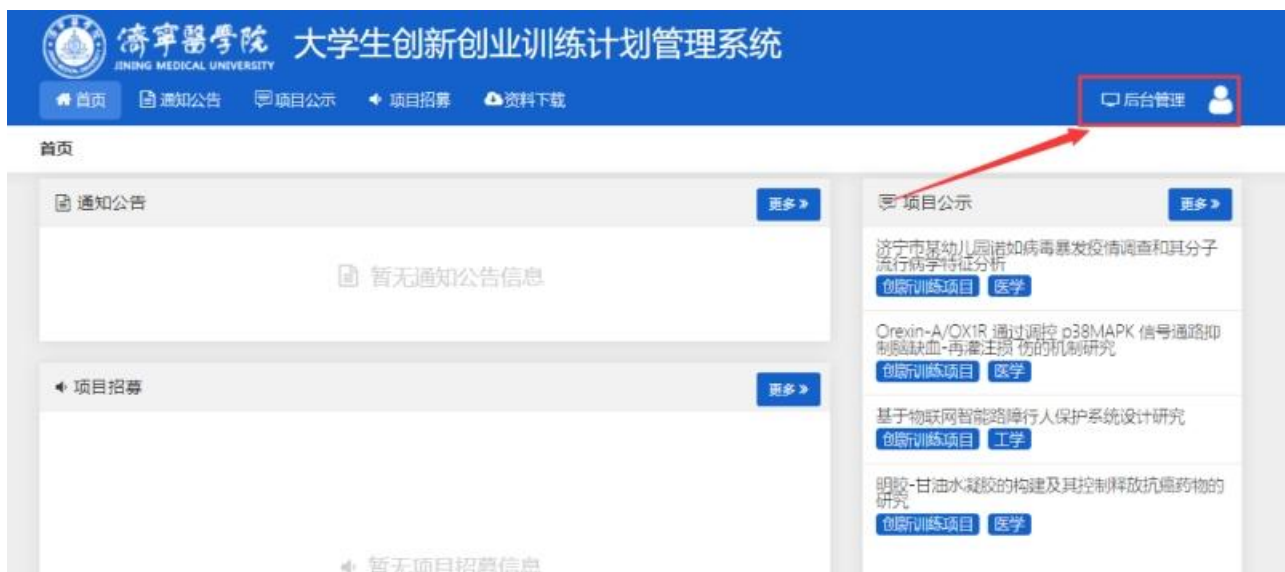 濟寧醫學院 大学生创新创业训练计划管理系统
JINING MEDICAL UNIVERSITY
首页 通知公告 项目公示 项目招募 资料下载 后台管理
首页
通知公告 更多
项目公示 更多
济宁市某幼儿园诺如病毒暴发疫情调查和其分子
流行病学特征分析
创新训练项目 医学
暂无通知公告信息
Orexin-A/OX1R 通过调控 p38MAPK 信号通路抑
制脑缺血-再灌注损 伤的机制研究
创新训练项目 医学
项目招募 更多
基于物联网智能路障行人保护系统设计研究
创新训练项目 工学
明胶-甘油水凝胶的构建及其控制释放抗癌药物的
研究
创新训练项目 医学
暂无项目招募信息